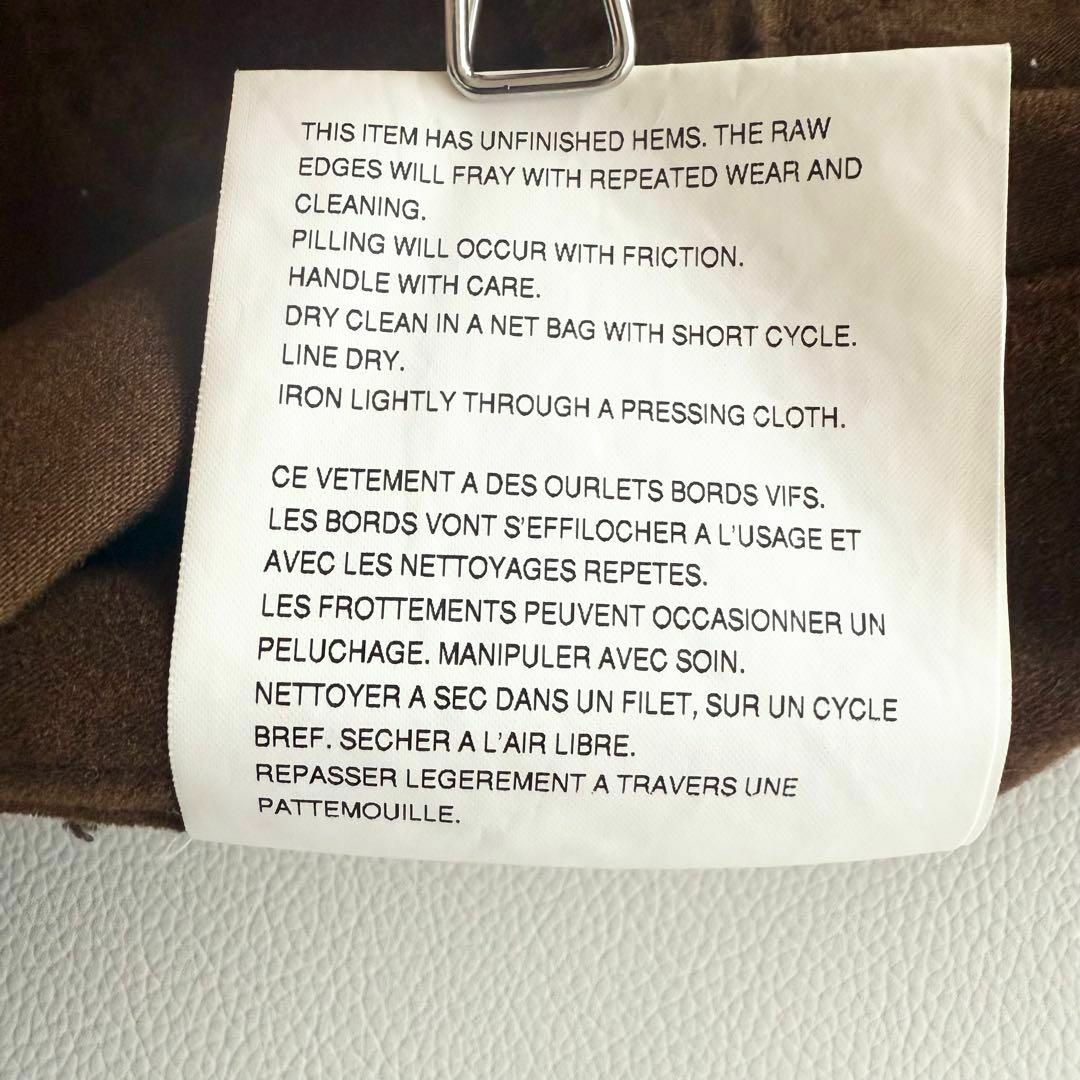 THIS ITEM HAS UNFINISHED HEMS. THE RAW
EDGES WILL FRAY WITH REPEATED WEAR AND
CLEANING.
PILLING WILL OCCUR WITH FRICTION.
HANDLE WITH CARE.
DRY CLEAN IN A NET BAG WITH SHORT CYCLE.
LINE DRY.
IRON LIGHTLY THROUGH A PRESSING CLOTH.
CE VETEMENT A DES OURLETS BORDS VIFS.
LES BORDS VONT S'EFFILOCHER A L'USAGE ET
AVEC LES NETTOYAGES REPETES.
LES FROTTEMENTS PEUVENT OCCASIONNER UN
PELUCHAGE. MANIPULER AVEC SOIN.
NETTOYER A SEC DANS UN FILET, SUR UN CYCLE
BREF. SECHER A L'AIR LIBRE.
REPASSER LEGEREMENT A TRAVERS UNE
PATTEMOUILLE.